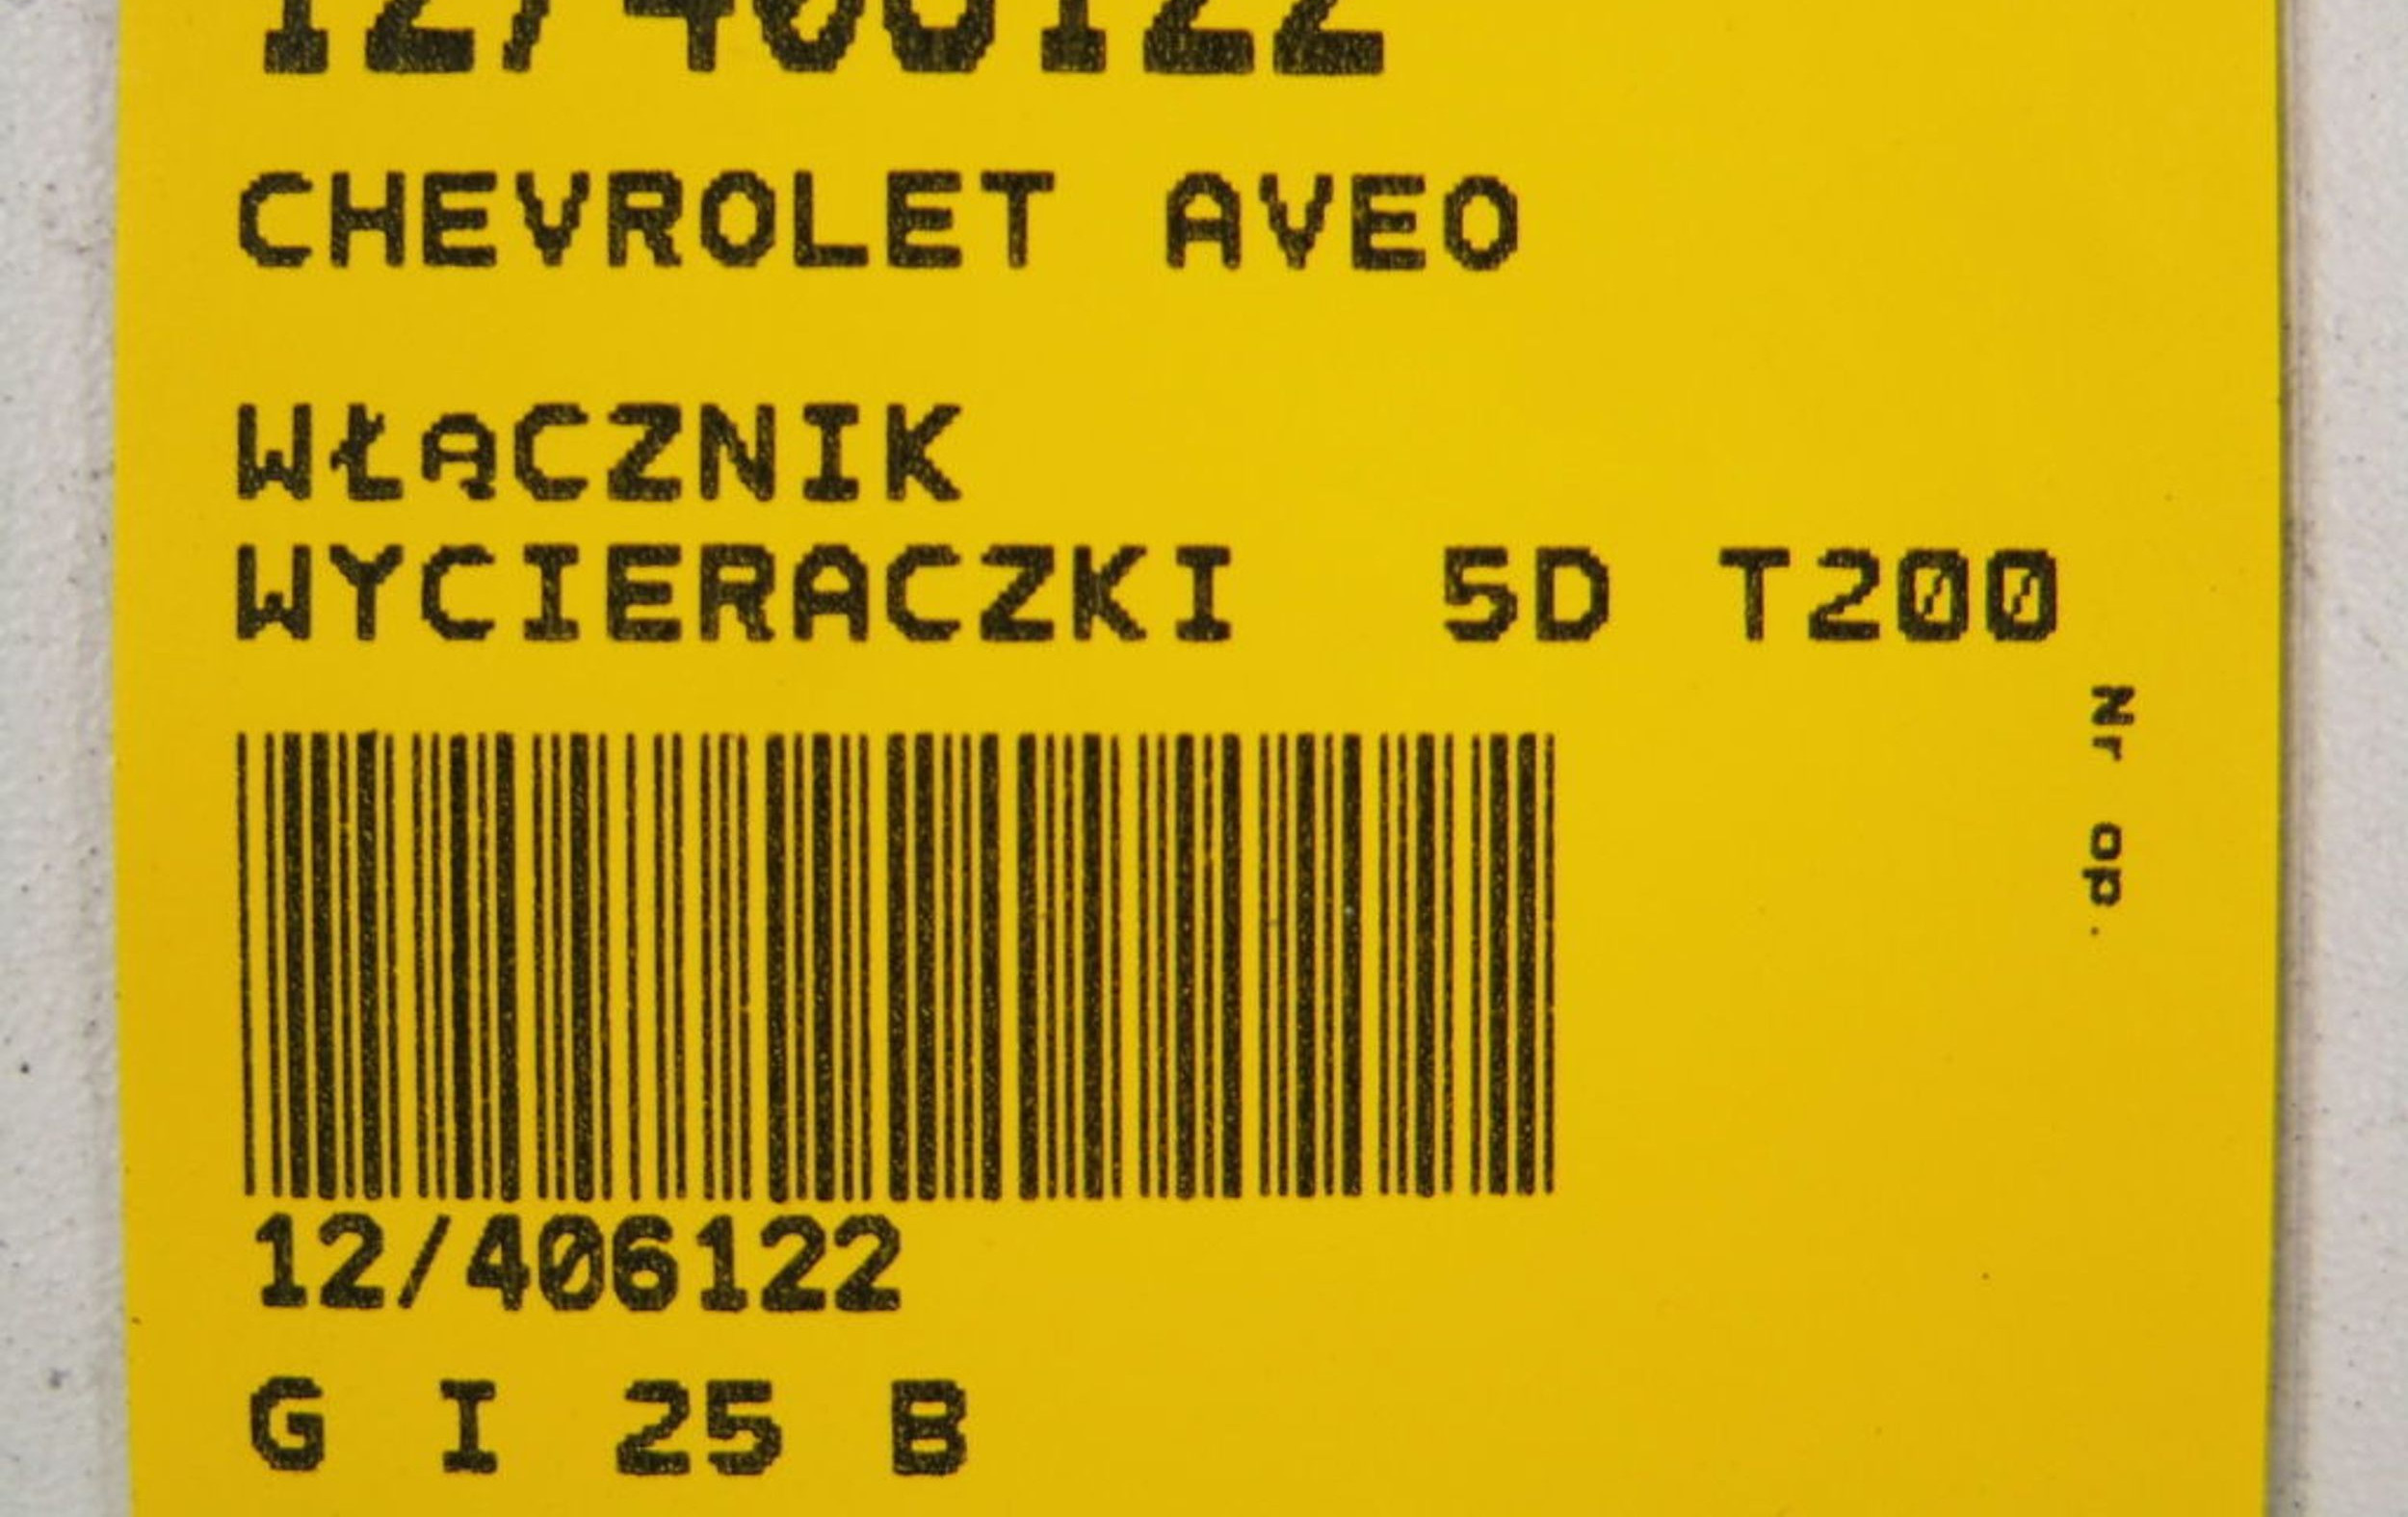 12/406122
CHEVROLET AVEO
WŁĄCZNIK
WYCIERACZKI 5D T200
Nr op.
12/406122
G I 25 B